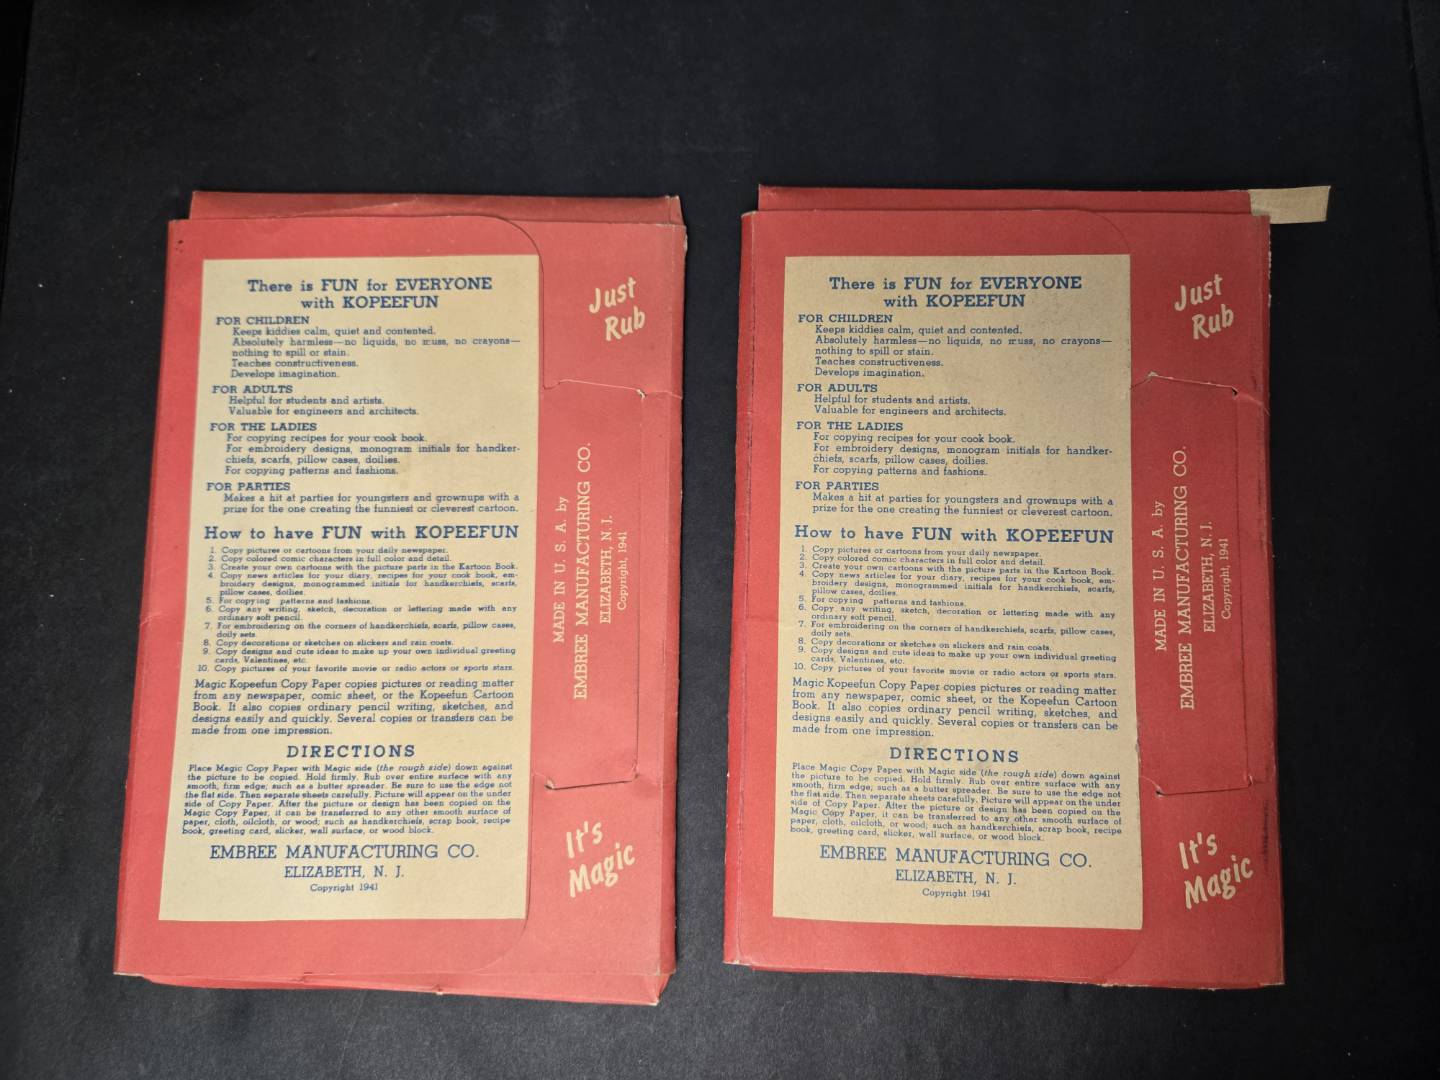 There is FUN for EVERYONE
with KOPEEFUN
FOR CHILDREN
Keeps kiddies calm, quiet and contented.
Absolutely harmless—no liquids, no muss, no crayons—
nothing to spill or stain.
Teaches constructiveness.
Develops imagination.
FOR ADULTS
Helpful for students and artists.
Valuable for engineers and architects.
FOR THE LADIES
For copying recipes for your cook book.
For embroidery designs, monogram initials for handker-
chiefs, scarfs, pillow cases, doilies.
For copying patterns and fashions.
FOR PARTIES
Makes a hit at parties for youngsters and grownups with a
prize for the one creating the funniest or cleverest cartoon.
How to have FUN with KOPEEFUN
1. Copy pictures or cartoons from your daily newspaper.
2. Copy colored comic characters in full color and detail.
3. Create your own cartoons with the picture parts in the Kartoon Book.
4. Copy news articles for your diary, recipes for your cook book, em-
broidery designs, monogrammed initials for handkerchiefs, scarfs,
pillow cases, doilies.
5. For copying patterns and fashions.
6. Copy any writing, sketch, decoration or lettering made with any
ordinary soft pencil.
7. For embroidering on the corners of handkerchiefs, scarfs, pillow cases,
doily sets.
8. Copy decorations or sketches on slickers and rain coats.
9. Copy designs and cute ideas to make up your own individual greeting
cards, Valentines, etc.
10. Copy pictures of your favorite movie or radio actors or sports stars.
Magic Kopeefun Copy Paper copies pictures or reading matter
from any newspaper, comic sheet, or the Kopeefun Cartoon
Book. It also copies ordinary pencil writing, sketches, and
designs easily and quickly. Several copies or transfers can be
made from one impression.
DIRECTIONS
Place Magic Copy Paper with Magic side (the rough side) down against
the picture to be copied. Hold firmly. Rub over entire surface with any
smooth, firm edge; such as a butter spreader. Be sure to use the edge not
the flat side. Then separate sheets carefully. Picture will appear on the under
side of Copy Paper. After the picture or design has been copied on the
Magic Copy Paper, it can be transferred to any other smooth surface of
paper, cloth, oilcloth, or wood; such as handkerchiefs, scrap book, recipe
book, greeting card, slicker, wall surface, or wood block.
EMBREE MANUFACTURING CO.
ELIZABETH, N. J.
Copyright 1941
Just
Rub
MADE IN U. S. A. by
EMBREE MANUFACTURING CO.
ELIZABETH, N. J.
Copyright, 1941
It's
Magic
There is FUN for EVERYONE
with KOPEEFUN
FOR CHILDREN
Keeps kiddies calm, quiet and contented.
Absolutely harmless—no liquids, no muss, no crayons—
nothing to spill or stain.
Teaches constructiveness.
Develops imagination.
FOR ADULTS
Helpful for students and artists.
Valuable for engineers and architects.
FOR THE LADIES
For copying recipes for your cook book.
For embroidery designs, monogram initials for handker-
chiefs, scarfs, pillow cases, doilies.
For copying patterns and fashions.
FOR PARTIES
Makes a hit at parties for youngsters and grownups with a
prize for the one creating the funniest or cleverest cartoon.
How to have FUN with KOPEEFUN
1. Copy pictures or cartoons from your daily newspaper.
2. Copy colored comic characters in full color and detail.
3. Create your own cartoons with the picture parts in the Kartoon Book.
4. Copy news articles for your diary, recipes for your cook book, em-
broidery designs, monogrammed initials for handkerchiefs, scarfs,
pillow cases, doilies.
5. For copying patterns and fashions.
6. Copy any writing, sketch, decoration or lettering made with any
ordinary soft pencil.
7. For embroidering on the corners of handkerchiefs, scarfs, pillow cases,
doily sets.
8. Copy decorations or sketches on slickers and rain coats.
9. Copy designs and cute ideas to make up your own individual greeting
cards, Valentines, etc.
10. Copy pictures of your favorite movie or radio actors or sports stars.
Magic Kopeefun Copy Paper copies pictures or reading matter
from any newspaper, comic sheet, or the Kopeefun Cartoon
Book. It also copies ordinary pencil writing, sketches, and
designs easily and quickly. Several copies or transfers can be
made from one impression.
DIRECTIONS
Place Magic Copy Paper with Magic side (the rough side) down against
the picture to be copied. Hold firmly. Rub over entire surface with any
smooth, firm edge; such as a butter spreader. Be sure to use the edge not
the flat side. Then separate sheets carefully. Picture will appear on the under
side of Copy Paper. After the picture or design has been copied on the
Magic Copy Paper, it can be transferred to any other smooth surface of
paper, cloth, oilcloth, or wood; such as handkerchiefs, scrap book, recipe
book, greeting card, slicker, wall surface, or wood block.
EMBREE MANUFACTURING CO.
ELIZABETH, N. J.
Copyright 1941
Just
Rub
MADE IN U. S. A. by
EMBREE MANUFACTURING CO.
ELIZABETH, N. J.
Copyright, 1941
It's
Magic